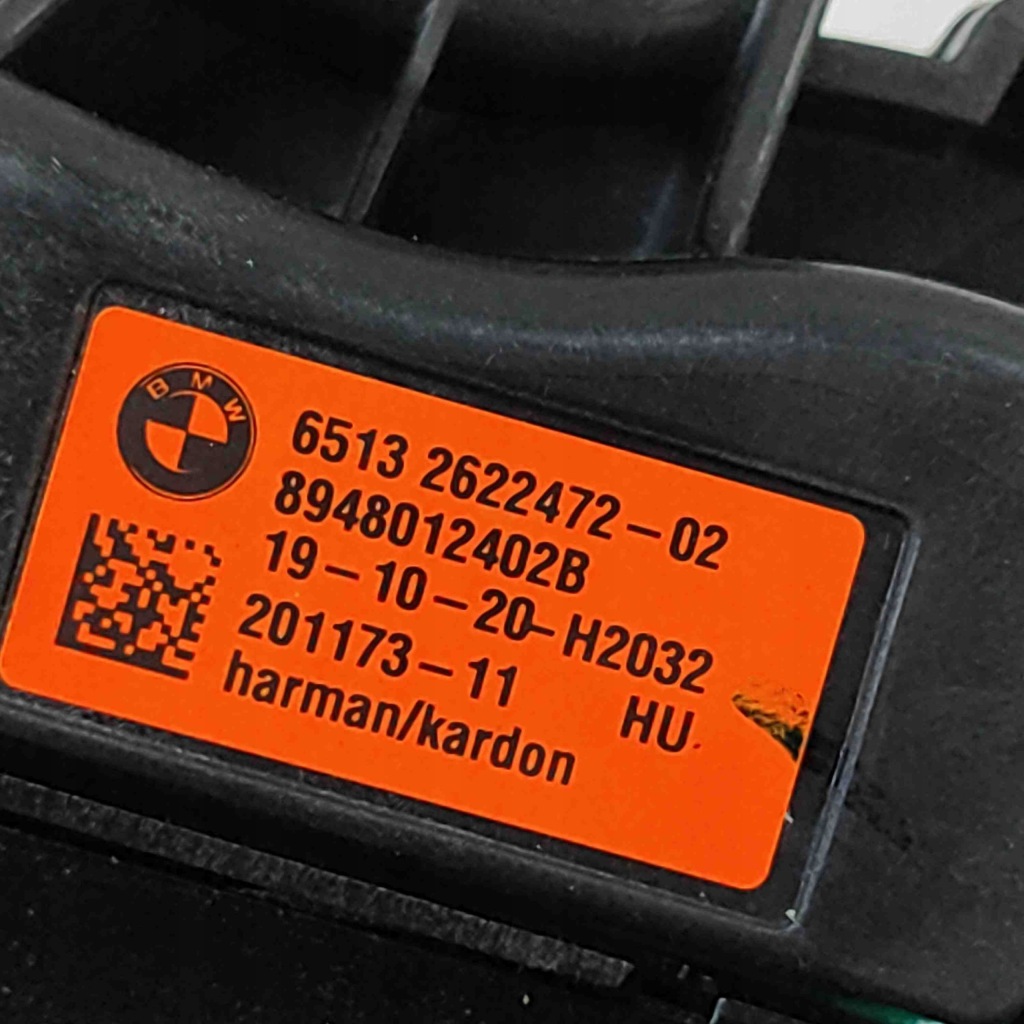 BMW
6513 2622472-02
8948012402B
19-10-20-H2032
201173-11 HU
harman/kardon